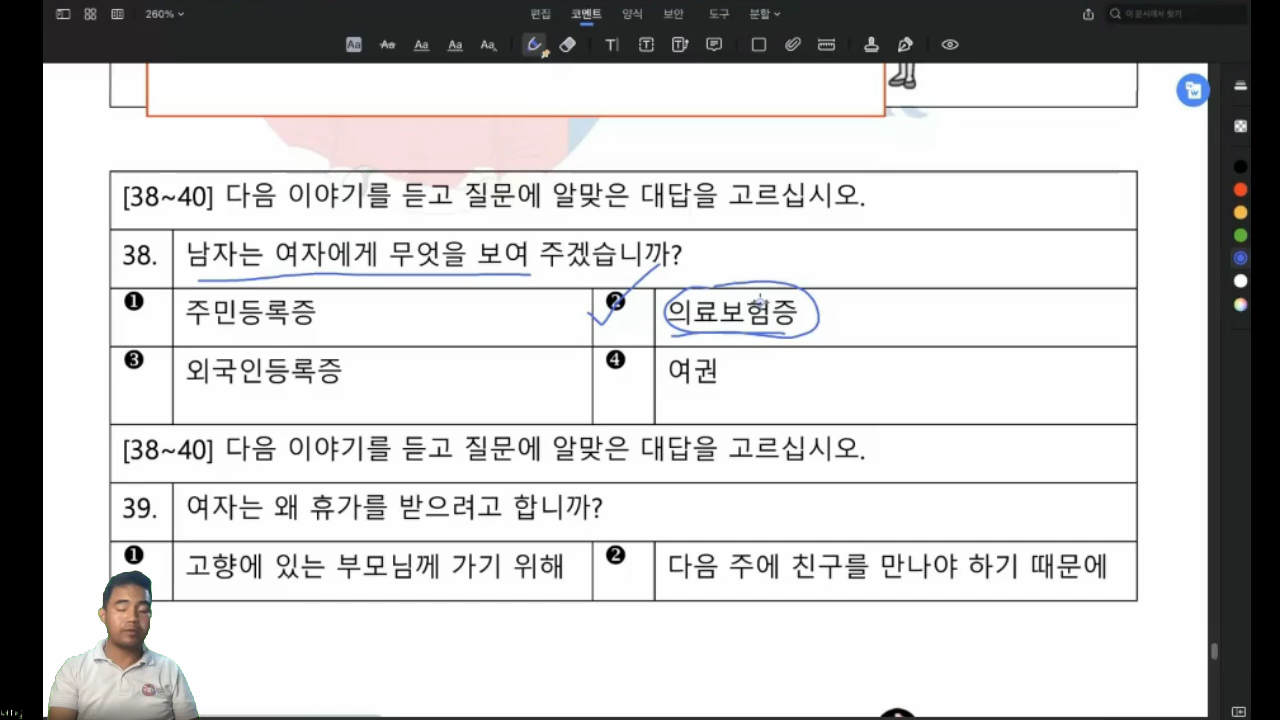 260%
편집 코멘트 양식 보안 도구 분할
이 문서에서 찾기
[38~40] 다음 이야기를 듣고 질문에 알맞은 대답을 고르십시오.
38. 남자는 여자에게 무엇을 보여 주겠습니까?
❶ 주민등록증 ❷ 의료보험증
❸ 외국인등록증 ❹ 여권
[38~40] 다음 이야기를 듣고 질문에 알맞은 대답을 고르십시오.
39. 여자는 왜 휴가를 받으려고 합니까?
❶ 고향에 있는 부모님께 가기 위해 ❷ 다음 주에 친구를 만나야 하기 때문에